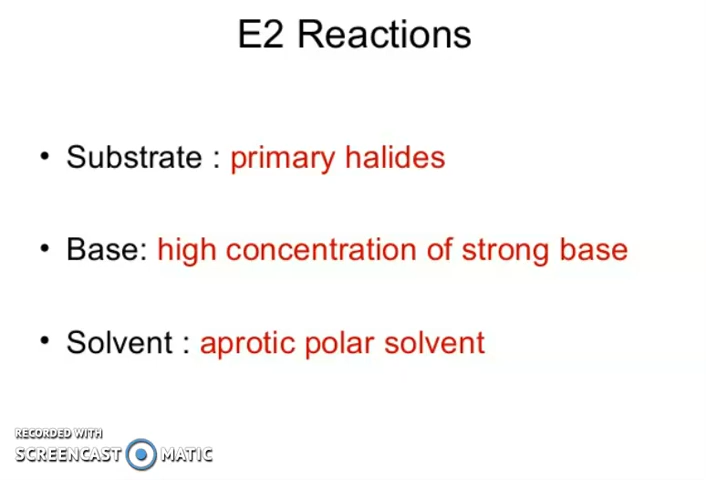 E2 Reactions
• Substrate : primary halides
• Base: high concentration of strong base
• Solvent : aprotic polar solvent
RECORDED WITH
SCREENCAST MATIC